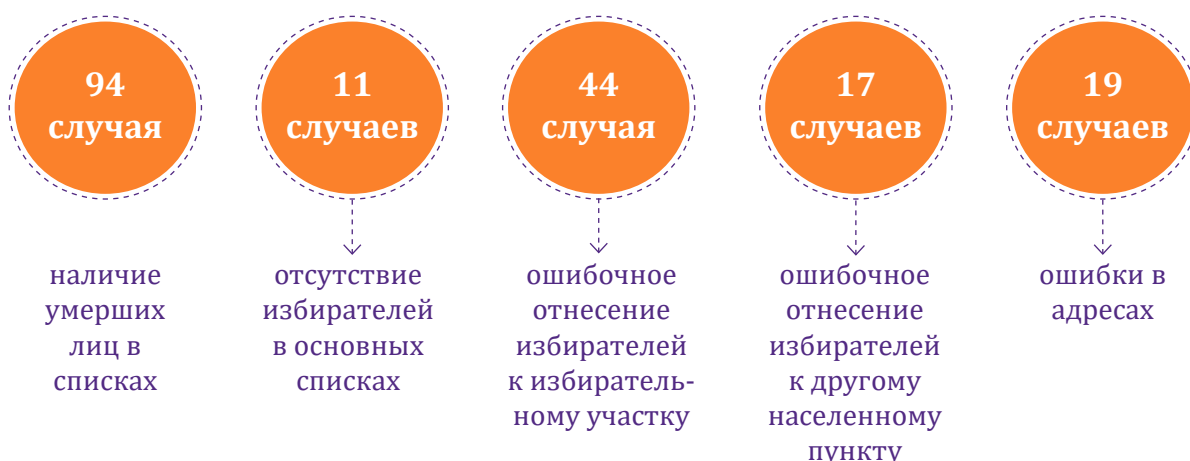 94
случая
11
случаев
44
случая
17
случаев
19
случаев
наличие
умерших
лиц в
списках
отсутствие
избирателей
в основных
списках
ошибочное
отнесение
избирателей
к избиратель-
ному участку
ошибочное
отнесение
избирателей
к другому
населенному
пункту
ошибки в
адресах